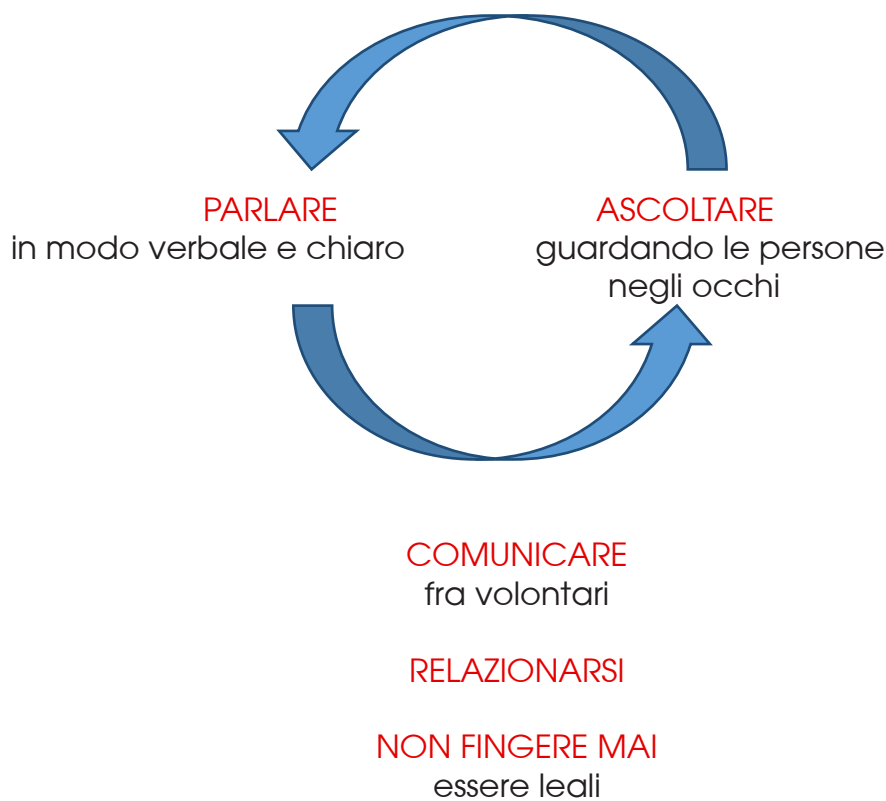 PARLARE
in modo verbale e chiaro
ASCOLTARE
guardando le persone
negli occhi
COMUNICARE
fra volontari
RELAZIONARSI
NON FINGERE MAI
essere leali